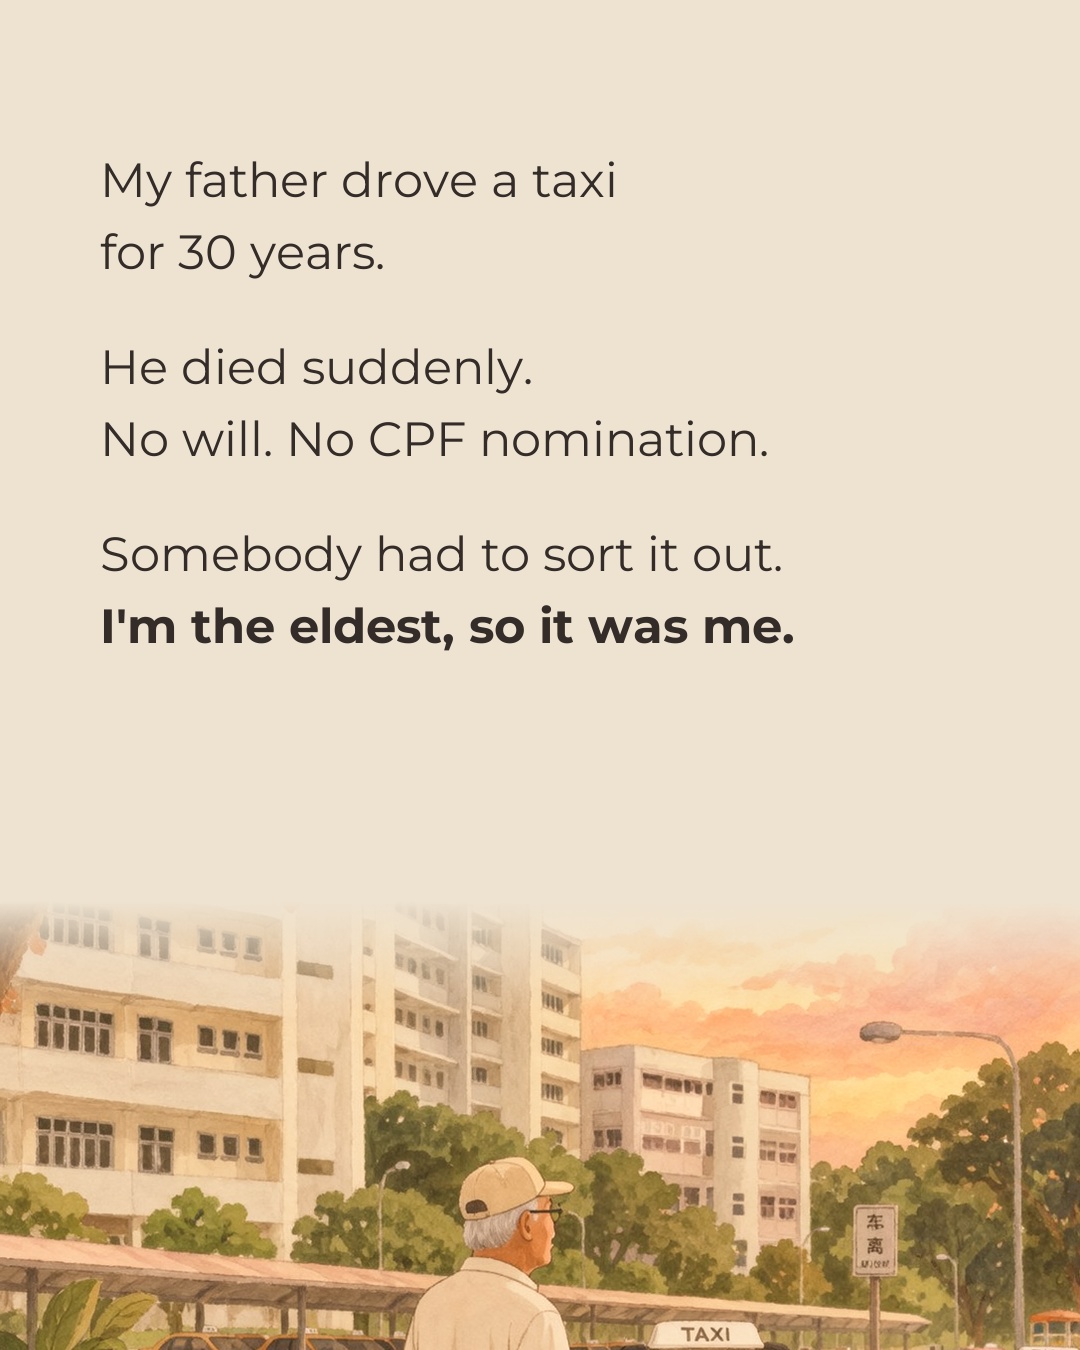 My father drove a taxi
for 30 years.
He died suddenly.
No will. No CPF nomination.
Somebody had to sort it out.
I'm the eldest, so it was me.
TAXI